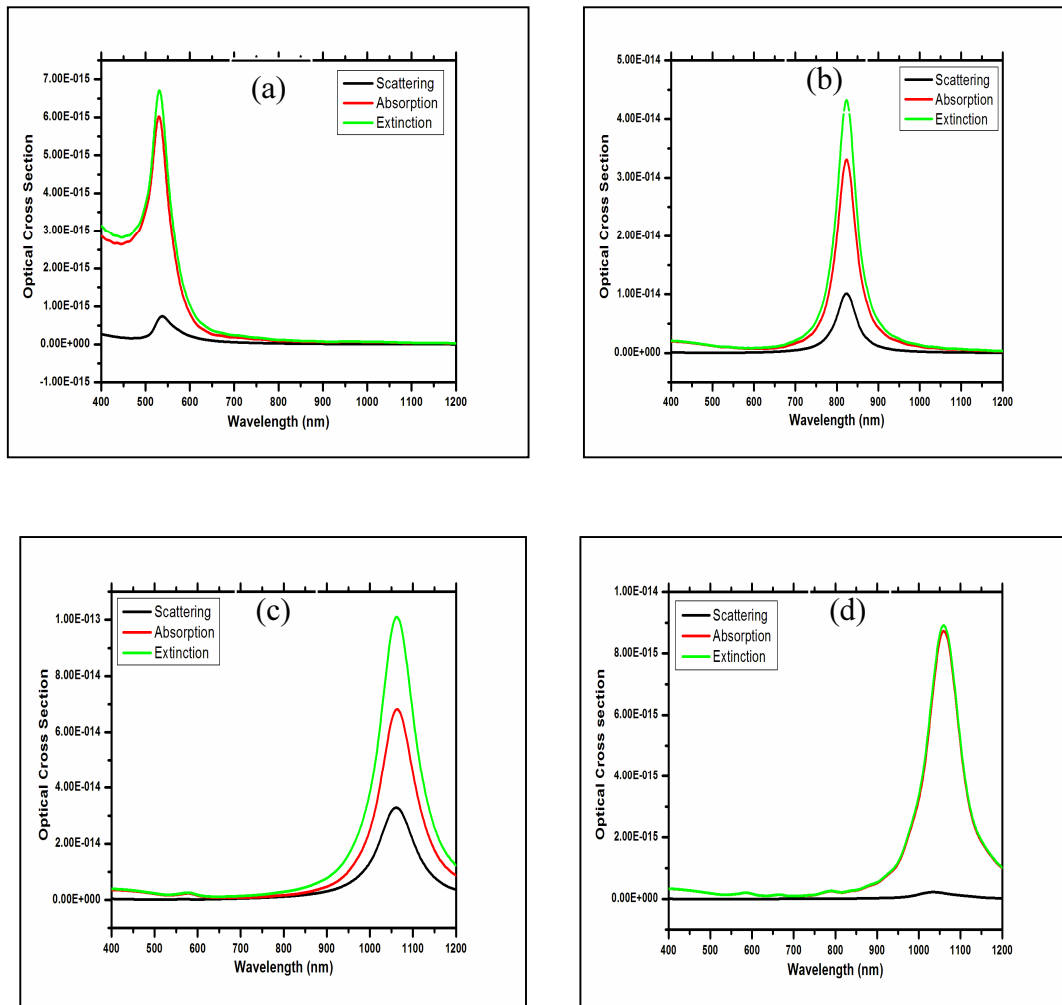 (a)
Scattering
Absorption
Extinction
7.00E-015
6.00E-015
5.00E-015
4.00E-015
3.00E-015
2.00E-015
1.00E-015
0.00E+000
-1.00E-015
Optical Cross Section
400 500 600 700 800 900 1000 1100 1200
Wavelength (nm)
(b)
Scattering
Absorption
Extinction
5.00E-014
4.00E-014
3.00E-014
2.00E-014
1.00E-014
0.00E+000
Optical Cross Section
400 500 600 700 800 900 1000 1100 1200
Wavelength (nm)
(c)
Scattering
Absorption
Extinction
1.00E-013
8.00E-014
6.00E-014
4.00E-014
2.00E-014
0.00E+000
Optical Cross Section
400 500 600 700 800 900 1000 1100 1200
Wavelength (nm)
(d)
Scattering
Absorption
Extinction
1.00E-014
8.00E-015
6.00E-015
4.00E-015
2.00E-015
0.00E+000
Optical Cross section
400 500 600 700 800 900 1000 1100 1200
Wavelength (nm)